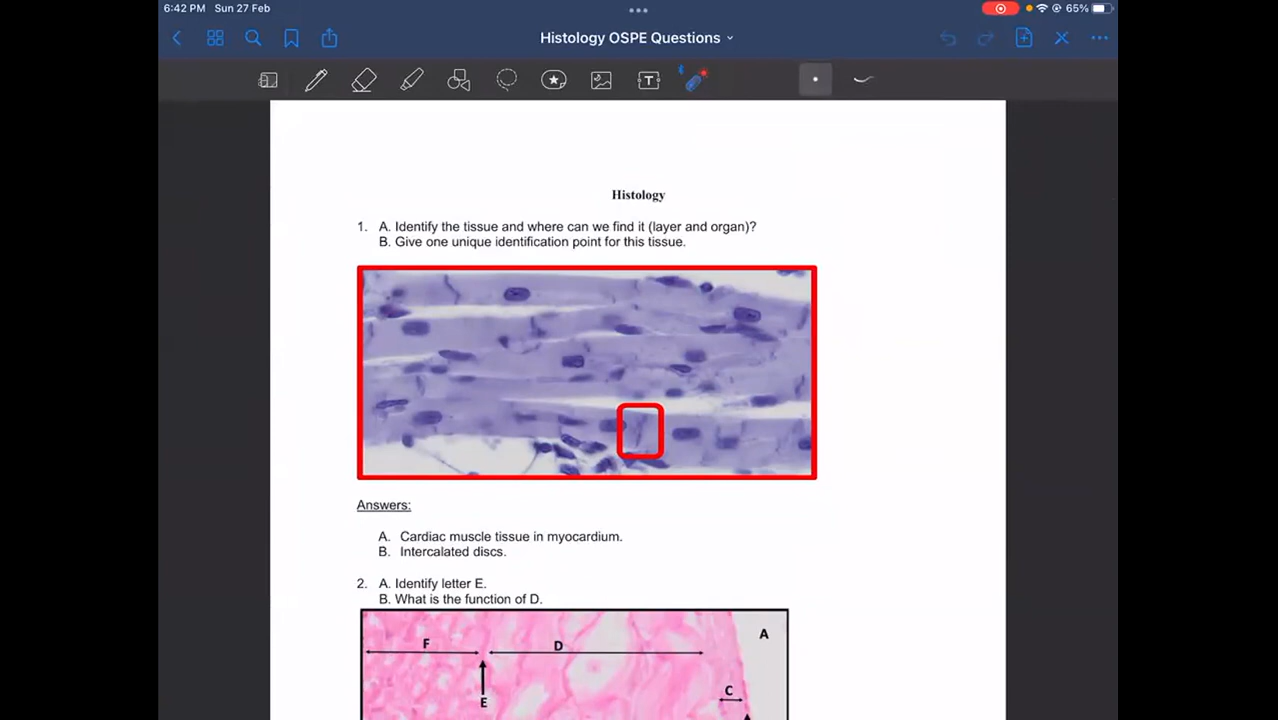 6:42 PM Sun 27 Feb
65%
Histology OSPE Questions
Histology
1. A. Identify the tissue and where can we find it (layer and organ)?
B. Give one unique identification point for this tissue.
Answers:
A. Cardiac muscle tissue in myocardium.
B. Intercalated discs.
2. A. Identify letter E.
B. What is the function of D.
A
F
D
C
E